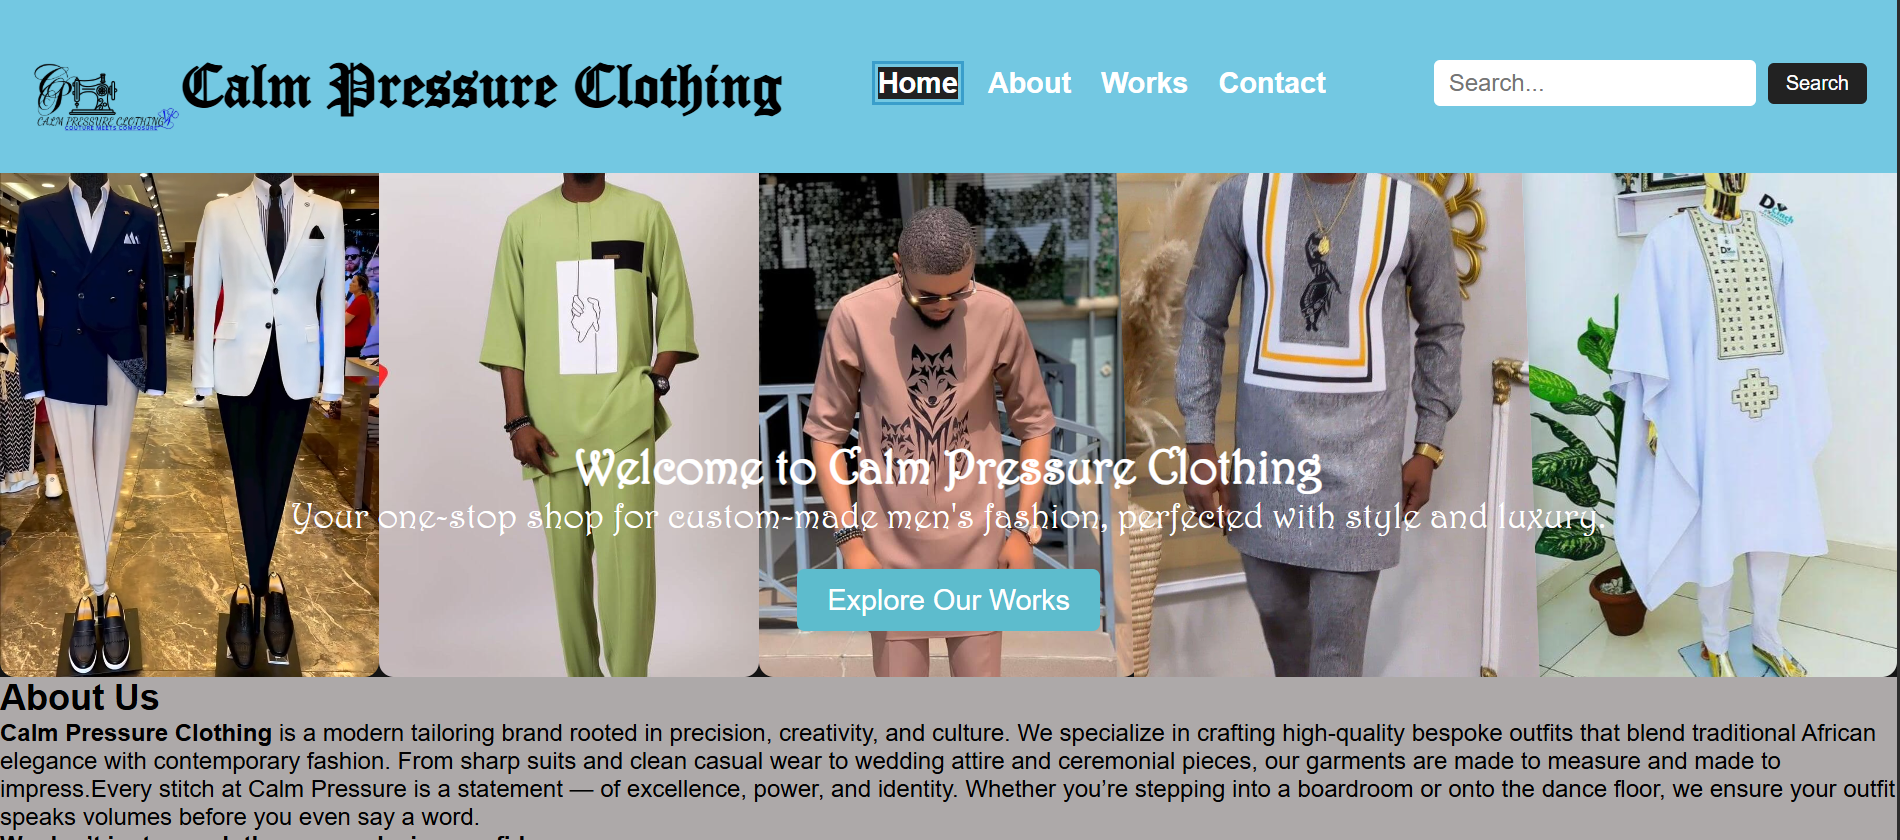 CALM PRESSURE CLOTHING
COUTURE MEETS COMPOSURE
Calm Pressure Clothing
Home About Works Contact
Search...
Search
Welcome to Calm Pressure Clothing
Your one-stop shop for custom-made men's fashion, perfected with style and luxury.
Explore Our Works
About Us
Calm Pressure Clothing is a modern tailoring brand rooted in precision, creativity, and culture. We specialize in crafting high-quality bespoke outfits that blend traditional African
elegance with contemporary fashion. From sharp suits and clean casual wear to wedding attire and ceremonial pieces, our garments are made to measure and made to
impress.Every stitch at Calm Pressure is a statement — of excellence, power, and identity. Whether you’re stepping into a boardroom or onto the dance floor, we ensure your outfit
speaks volumes before you even say a word.